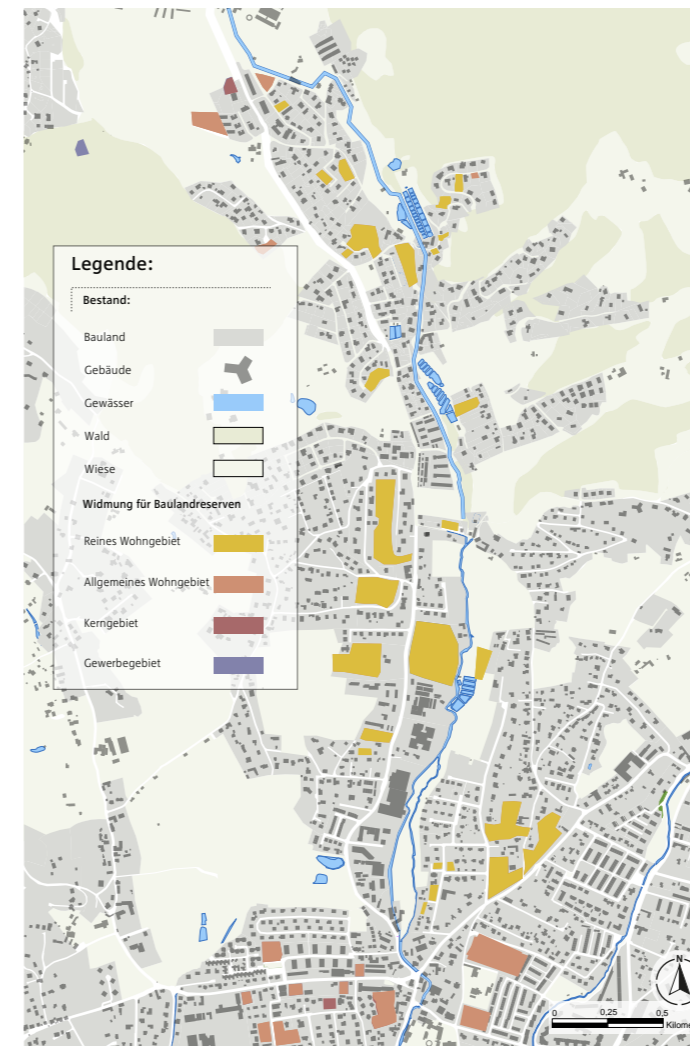 Legende:
Bestand:
Bauland
Gebäude
Gewässer
Wald
Wiese
Widmung für Baulandreserven
Reines Wohngebiet
Allgemeines Wohngebiet
Kerngebiet
Gewerbegebiet
N
0 0,25 0,5
Kilome